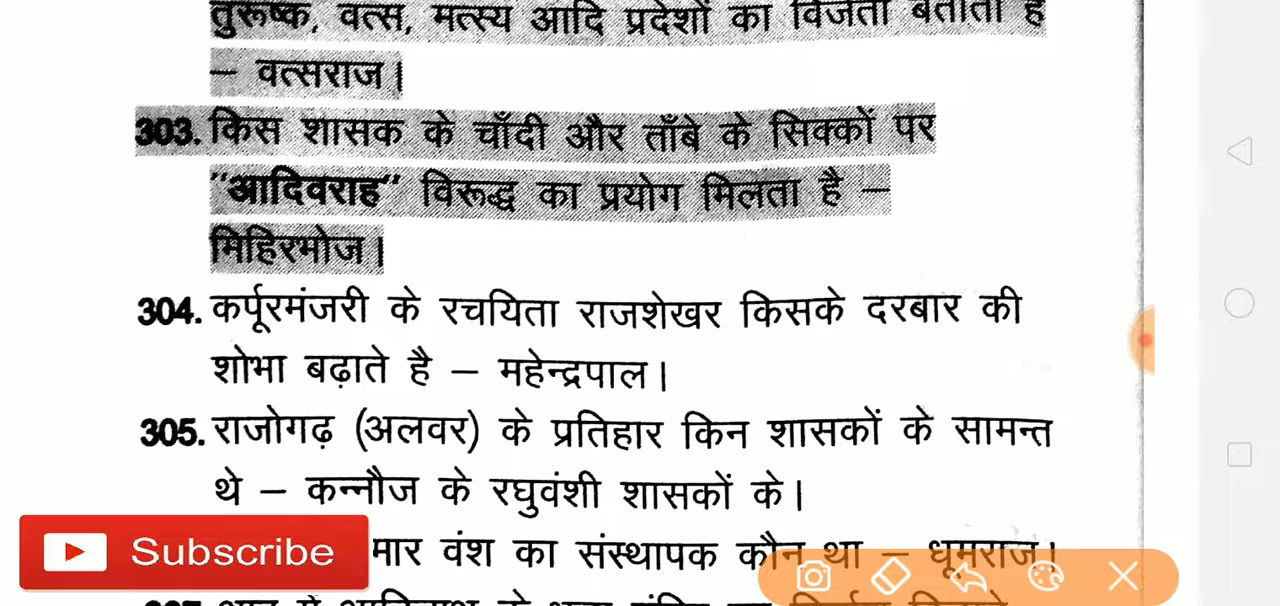 तुरूष्क, वत्स, मत्स्य आदि प्रदेशों का विजेता बताता है
– वत्सराज।
303. किस शासक के चाँदी और ताँबे के सिक्कों पर
"आदिवराह" विरूद्ध का प्रयोग मिलता है –
मिहिरभोज।
304. कर्पूरमंजरी के रचयिता राजशेखर किसके दरबार की
शोभा बढ़ाते है – महेन्द्रपाल।
305. राजोगढ़ (अलवर) के प्रतिहार किन शासकों के सामन्त
थे – कन्नौज के रघुवंशी शासकों के।
Subscribe
मार वंश का संस्थापक कौन था – धूमराज।